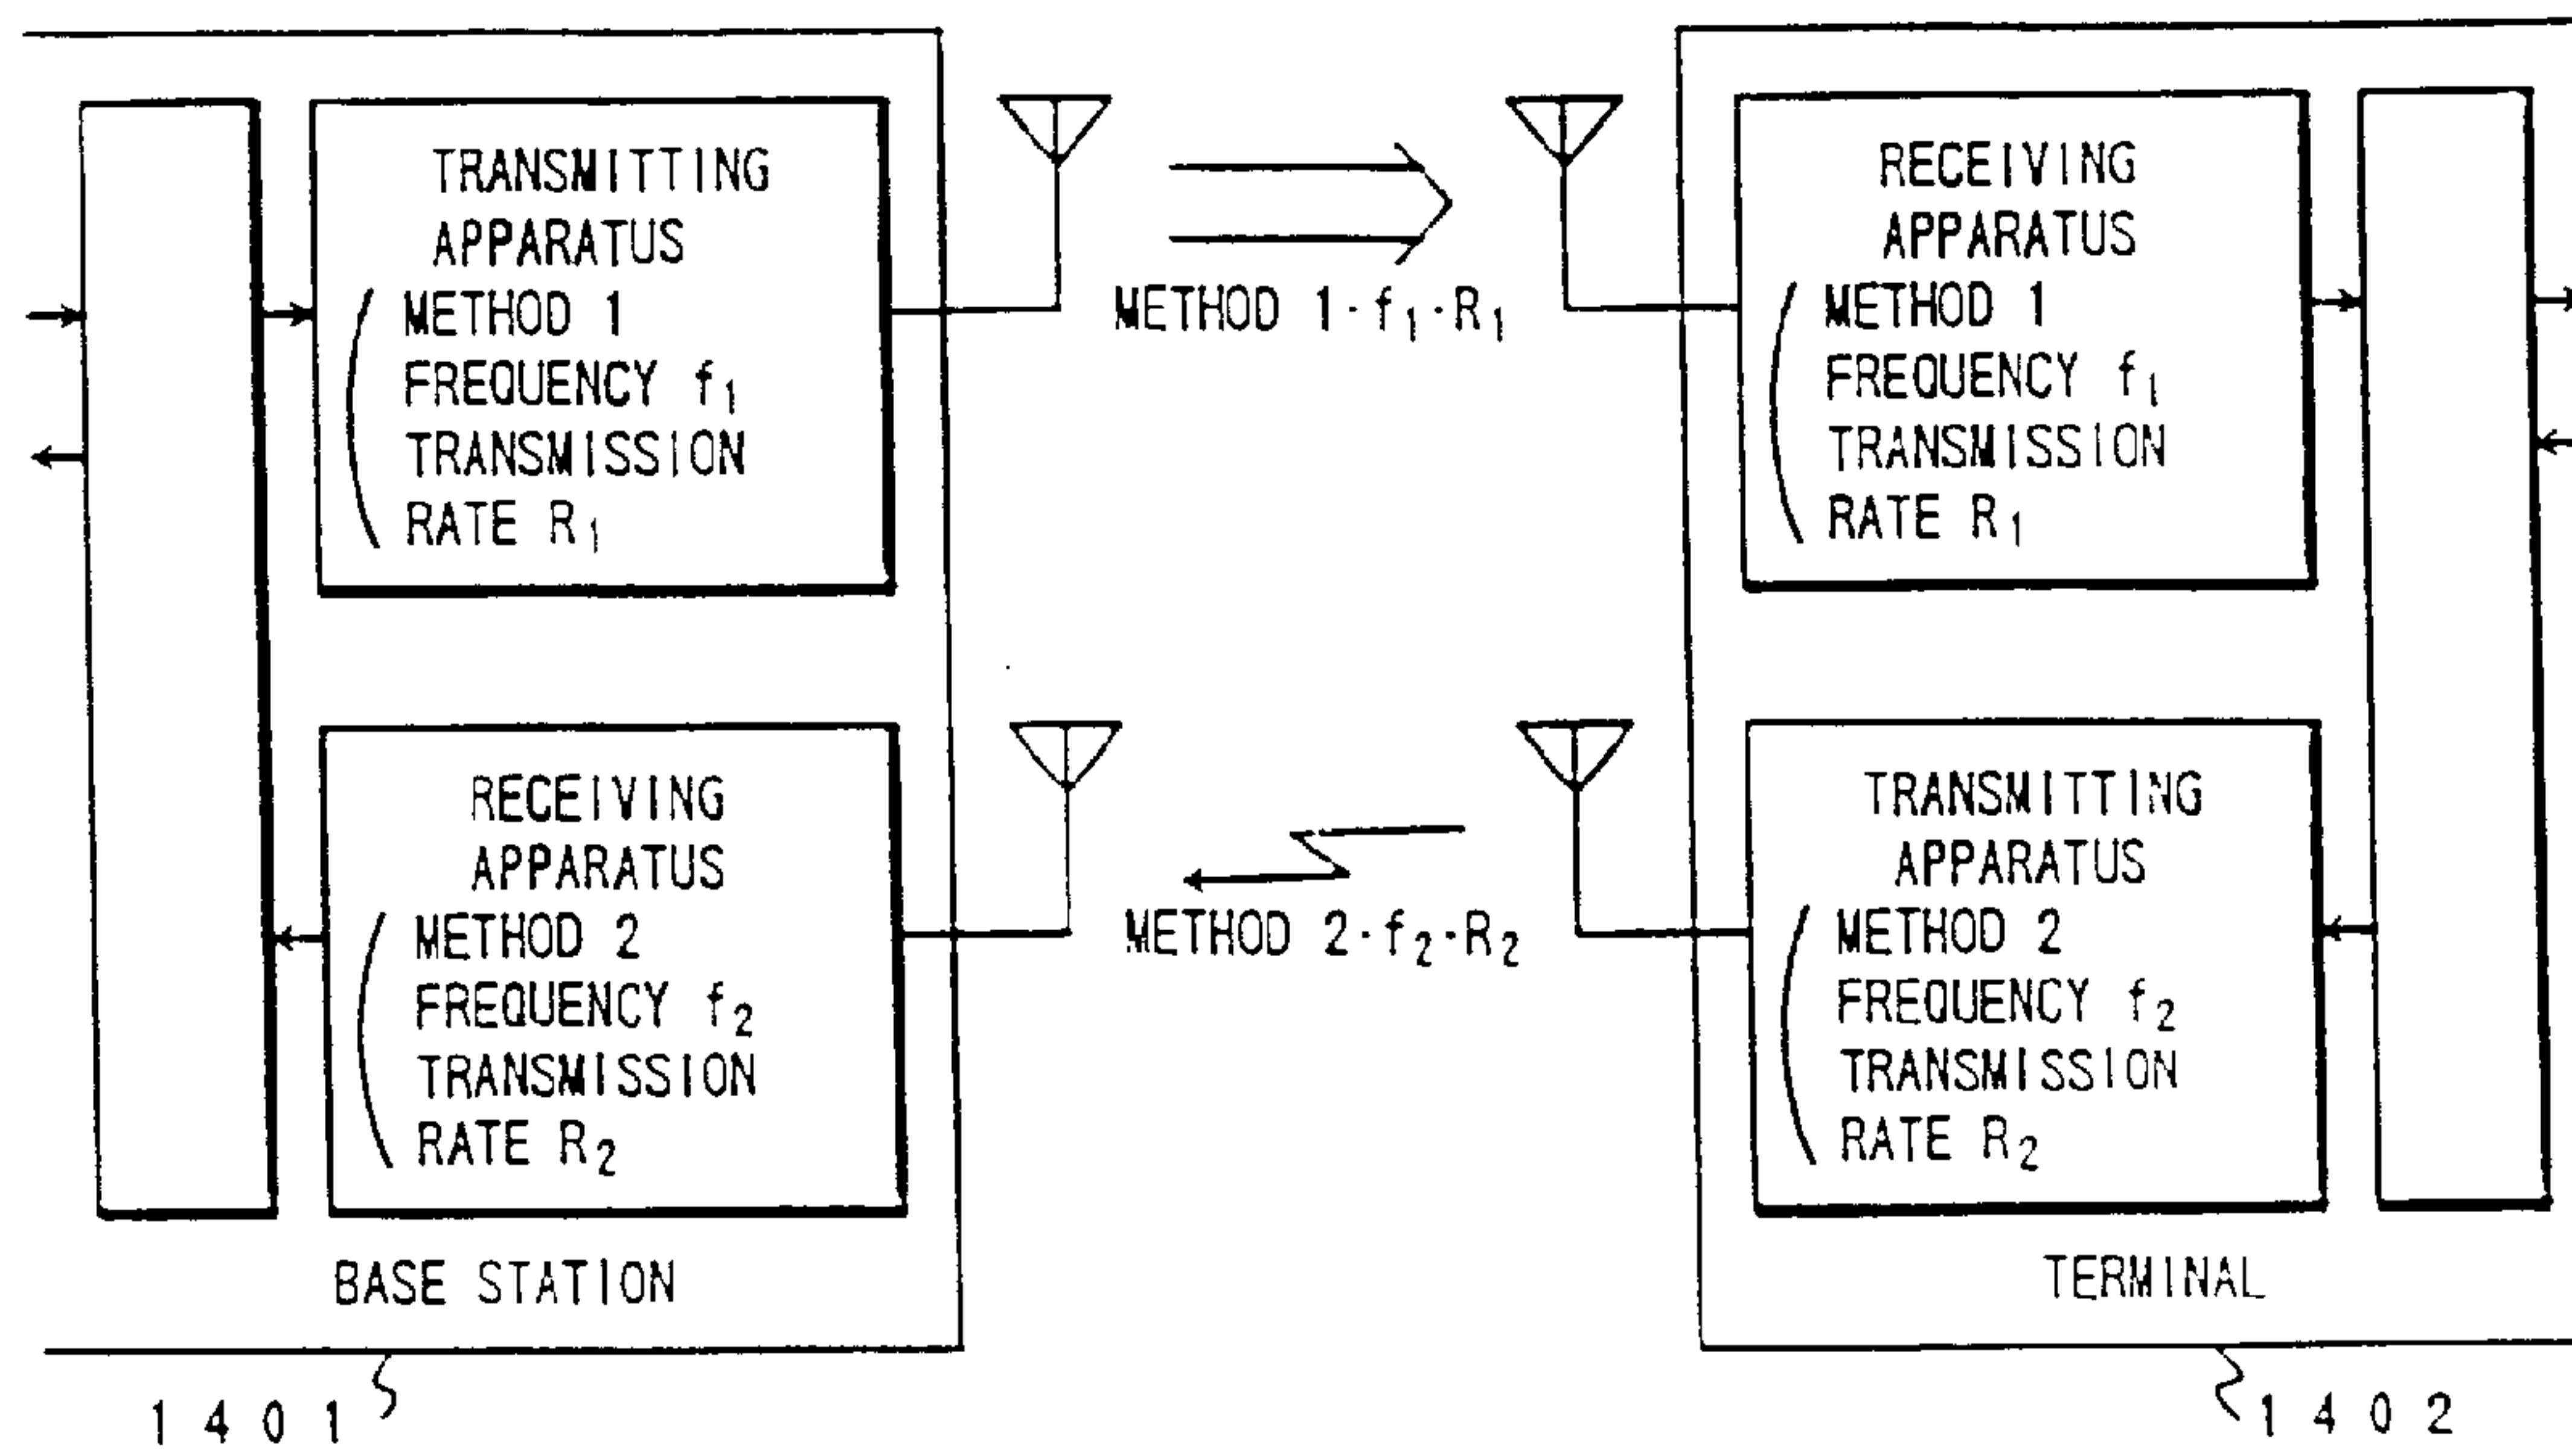 TRANSMITTING
APPARATUS
METHOD 1
FREQUENCY f₁
TRANSMISSION
RATE R₁
METHOD 1·f₁·R₁
RECEIVING
APPARATUS
METHOD 1
FREQUENCY f₁
TRANSMISSION
RATE R₁
RECEIVING
APPARATUS
METHOD 2
FREQUENCY f₂
TRANSMISSION
RATE R₂
METHOD 2·f₂·R₂
TRANSMITTING
APPARATUS
METHOD 2
FREQUENCY f₂
TRANSMISSION
RATE R₂
BASE STATION
TERMINAL
1401
1402